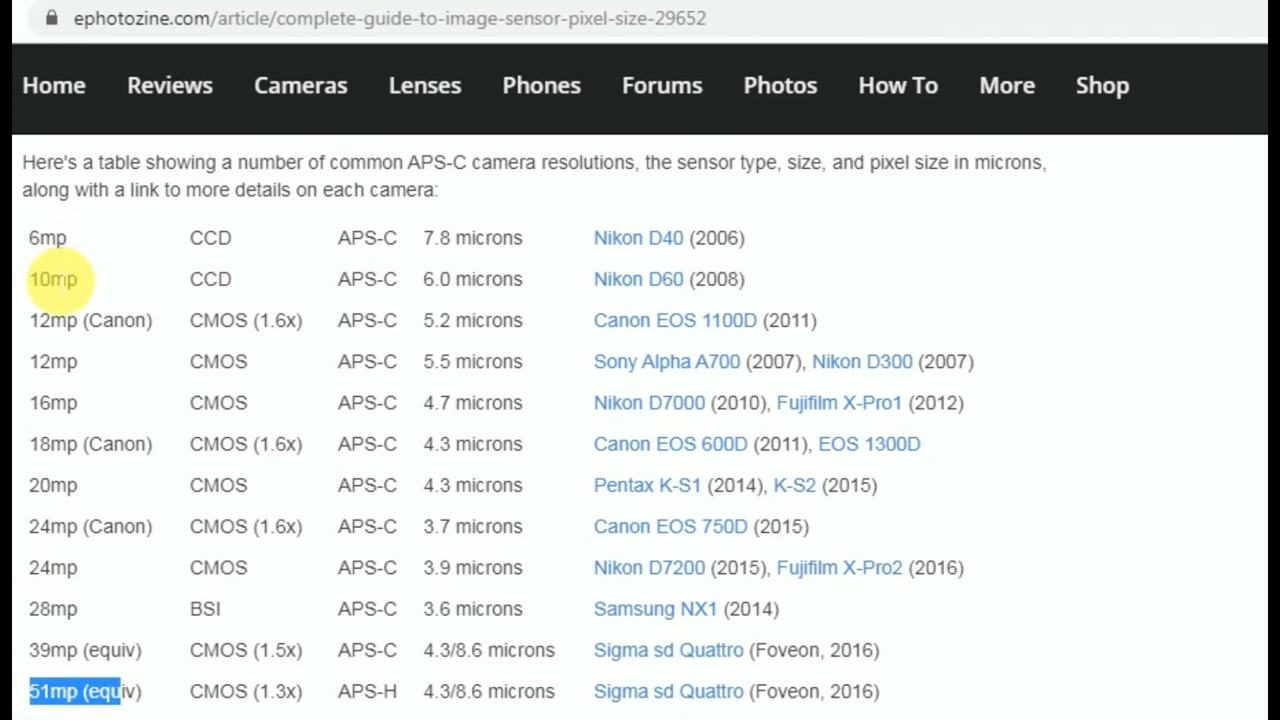 ephotozine.com/article/complete-guide-to-image-sensor-pixel-size-29652
Home Reviews Cameras Lenses Phones Forums Photos How To More Shop
Here's a table showing a number of common APS-C camera resolutions, the sensor type, size, and pixel size in microns,
along with a link to more details on each camera:
6mp CCD APS-C 7.8 microns Nikon D40 (2006)
10mp CCD APS-C 6.0 microns Nikon D60 (2008)
12mp (Canon) CMOS (1.6x) APS-C 5.2 microns Canon EOS 1100D (2011)
12mp CMOS APS-C 5.5 microns Sony Alpha A700 (2007), Nikon D300 (2007)
16mp CMOS APS-C 4.7 microns Nikon D7000 (2010), Fujifilm X-Pro1 (2012)
18mp (Canon) CMOS (1.6x) APS-C 4.3 microns Canon EOS 600D (2011), EOS 1300D
20mp CMOS APS-C 4.3 microns Pentax K-S1 (2014), K-S2 (2015)
24mp (Canon) CMOS (1.6x) APS-C 3.7 microns Canon EOS 750D (2015)
24mp CMOS APS-C 3.9 microns Nikon D7200 (2015), Fujifilm X-Pro2 (2016)
28mp BSI APS-C 3.6 microns Samsung NX1 (2014)
39mp (equiv) CMOS (1.5x) APS-C 4.3/8.6 microns Sigma sd Quattro (Foveon, 2016)
51mp (equiv) CMOS (1.3x) APS-H 4.3/8.6 microns Sigma sd Quattro (Foveon, 2016)